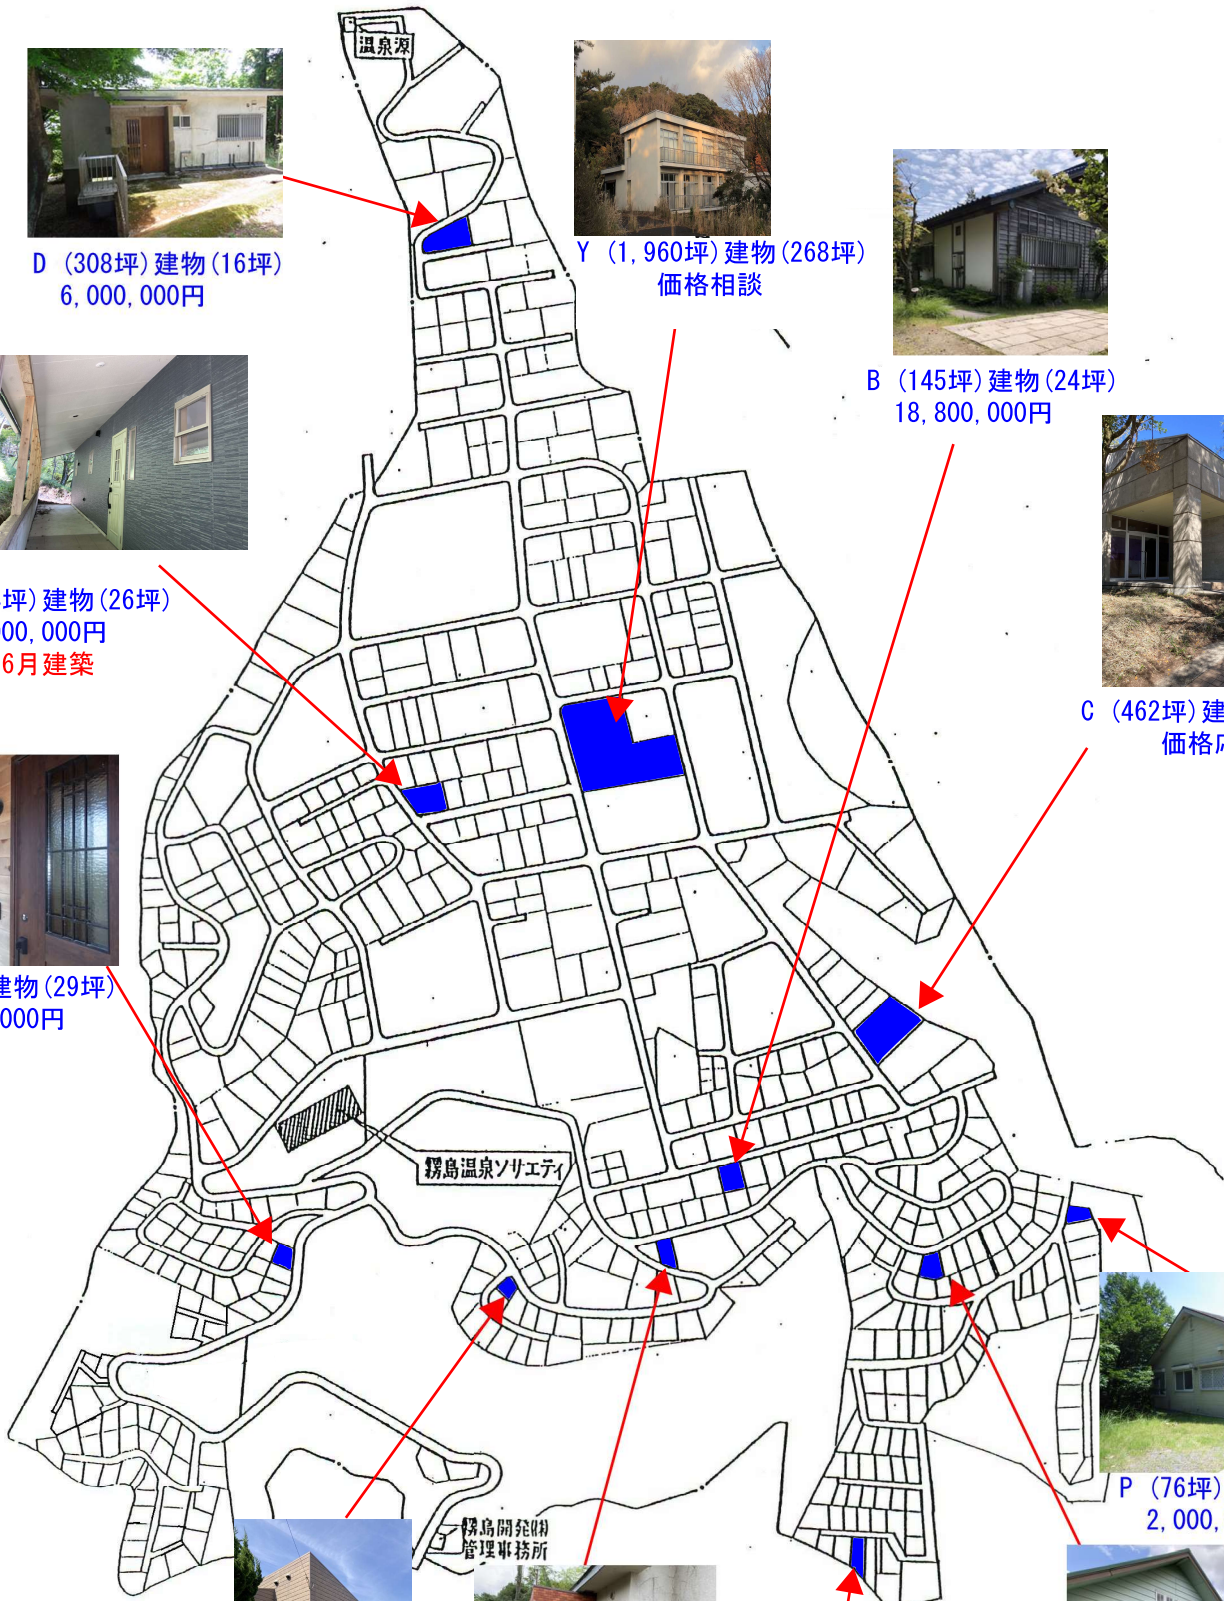 温泉源
D (308坪)建物(16坪)
6,000,000円
Y (1,960坪)建物(268坪)
価格相談
B (145坪)建物(24坪)
18,800,000円
坪)建物(26坪)
00,000円
6月建築
C (462坪)建
価格
建物(29坪)
000円
霧島温泉ソサエティ
P (76坪)
2,000,
霧島開発㈱
管理事務所